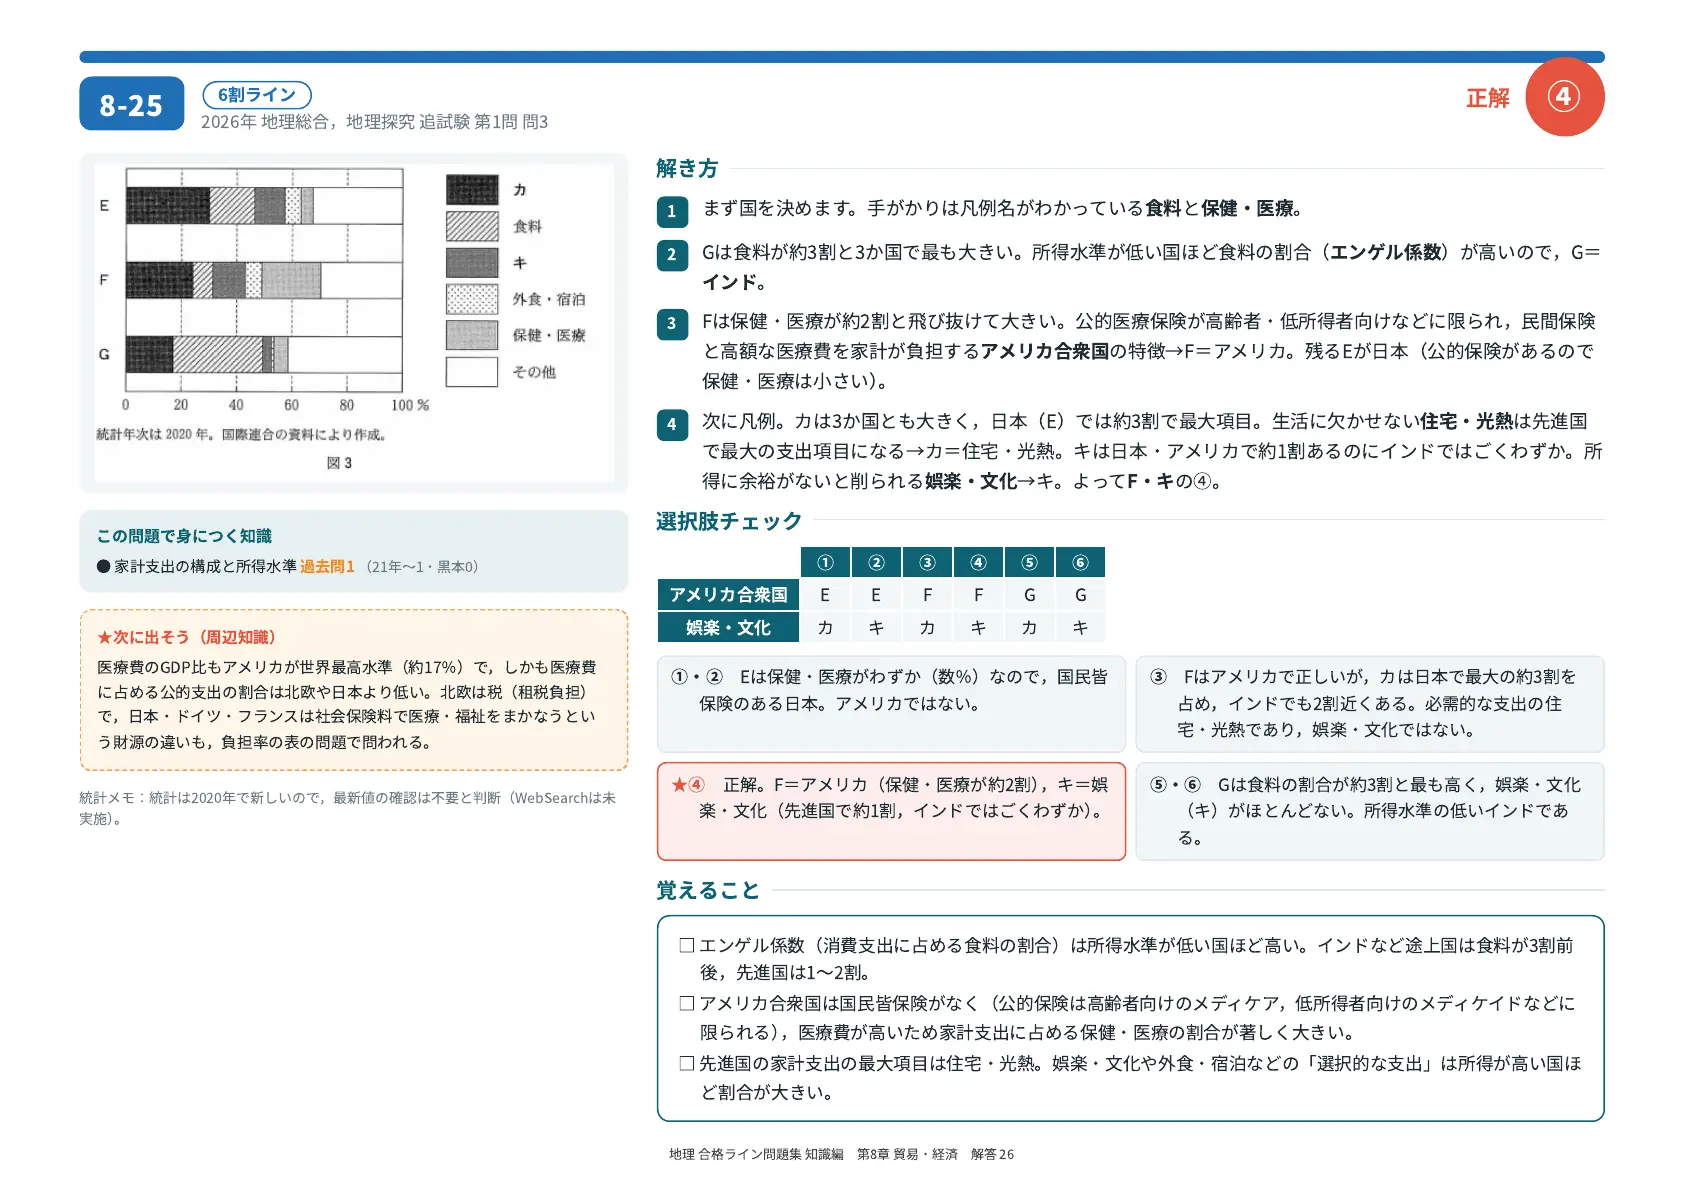 8-25
6割ライン
2026年 地理総合，地理探究 追試験 第1問 問3
正解
④
E
F
G
0 20 40 60 80 100 %
カ
食料
キ
外食・宿泊
保健・医療
その他
統計年次は 2020 年。国際連合の資料により作成。
図 3
この問題で身につく知識
● 家計支出の構成と所得水準 過去問1 （21年〜1・黒本0）
★次に出そう（周辺知識）
医療費のGDP比もアメリカが世界最高水準（約17％）で，しかも医療費
に占める公的支出の割合は北欧や日本より低い。北欧は税（租税負担）
で，日本・ドイツ・フランスは社会保険料で医療・福祉をまかなうとい
う財源の違いも，負担率の表の問題で問われる。
統計メモ：統計は2020年で新しいので，最新値の確認は不要と判断（WebSearchは未
実施）。
解き方
1 まず国を決めます。手がかりは凡例名がわかっている食料と保健・医療。
2 Gは食料が約3割と3か国で最も大きい。所得水準が低い国ほど食料の割合（エンゲル係数）が高いので，G＝
インド。
3 Fは保健・医療が約2割と飛び抜けて大きい。公的医療保険が高齢者・低所得者向けなどに限られ，民間保険
と高額な医療費を家計が負担するアメリカ合衆国の特徴→F＝アメリカ。残るEが日本（公的保険があるので
保健・医療は小さい）。
4 次に凡例。カは3か国とも大きく，日本（E）では約3割で最大項目。生活に欠かせない住宅・光熱は先進国
で最大の支出項目になる→カ＝住宅・光熱。キは日本・アメリカで約1割あるのにインドではごくわずか。所
得に余裕がないと削られる娯楽・文化→キ。よってF・キの④。
選択肢チェック
① ② ③ ④ ⑤ ⑥
アメリカ合衆国 E E F F G G
娯楽・文化 カ キ カ キ カ キ
①・② Eは保健・医療がわずか（数％）なので，国民皆
保険のある日本。アメリカではない。
③ Fはアメリカで正しいが，カは日本で最大の約3割を
占め，インドでも2割近くある。必需的な支出の住
宅・光熱であり，娯楽・文化ではない。
★④ 正解。F＝アメリカ（保健・医療が約2割），キ＝娯
楽・文化（先進国で約1割，インドではごくわずか）。
⑤・⑥ Gは食料の割合が約3割と最も高く，娯楽・文化
（キ）がほとんどない。所得水準の低いインドであ
る。
覚えること
□ エンゲル係数（消費支出に占める食料の割合）は所得水準が低い国ほど高い。インドなど途上国は食料が3割前
後，先進国は1〜2割。
□ アメリカ合衆国は国民皆保険がなく（公的保険は高齢者向けのメディケア，低所得者向けのメディケイドなどに
限られる），医療費が高いため家計支出に占める保健・医療の割合が著しく大きい。
□ 先進国の家計支出の最大項目は住宅・光熱。娯楽・文化や外食・宿泊などの「選択的な支出」は所得が高い国ほ
ど割合が大きい。
地理 合格ライン問題集 知識編 第8章 貿易・経済 解答 26